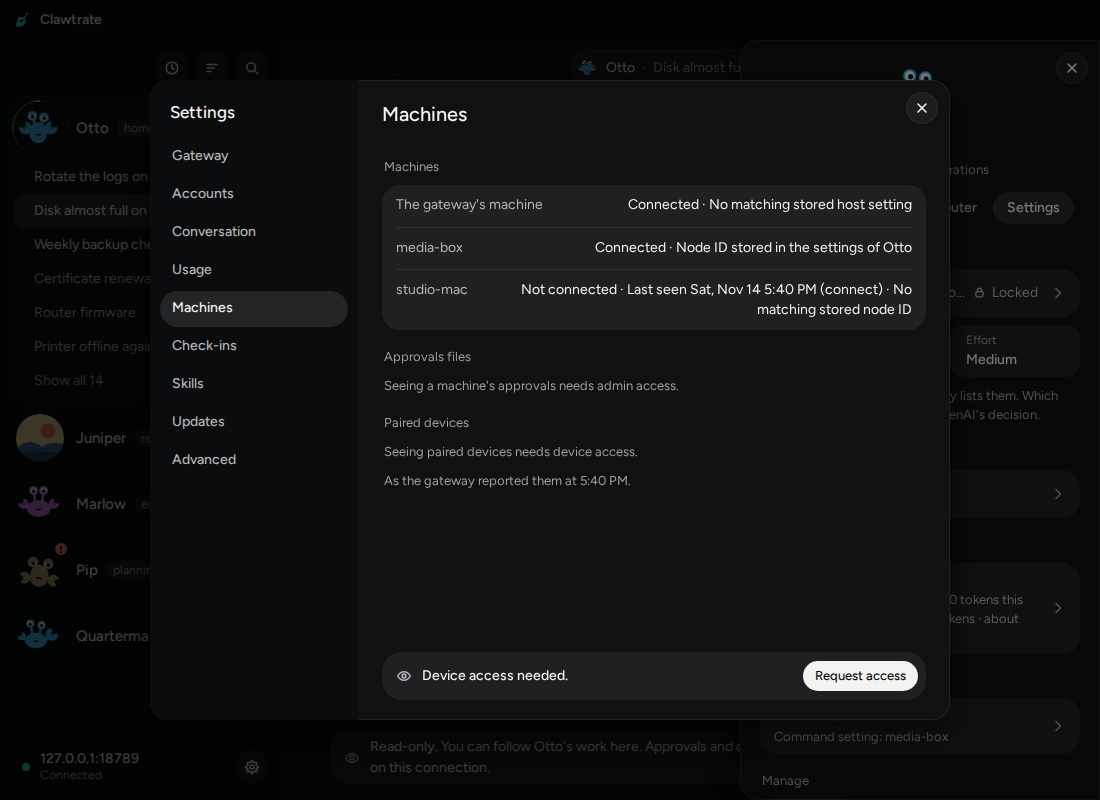 Clawtrate
Otto · Disk almost fu
Otto
Rotate the logs on
Disk almost full on
Weekly backup che
Certificate renewa
Router firmware
Printer offline again
Show all 14
Juniper
Marlow
Pip plannin
Quarterma
127.0.0.1:18789
Connected
Settings
Gateway
Accounts
Conversation
Usage
Machines
Check-ins
Skills
Updates
Advanced
Machines
Machines
The gateway's machine Connected · No matching stored host setting
media-box Connected · Node ID stored in the settings of Otto
studio-mac Not connected · Last seen Sat, Nov 14 5:40 PM (connect) · No
matching stored node ID
Approvals files
Seeing a machine's approvals needs admin access.
Paired devices
Seeing paired devices needs device access.
As the gateway reported them at 5:40 PM.
Device access needed. Request access
Read-only. You can follow Otto's work here. Approvals and
on this connection.
rations
uter Settings
Locked
Effort
Medium
y lists them. Which
enAI's decision.
0 tokens this
kens · about
Command setting: media-box
Manage